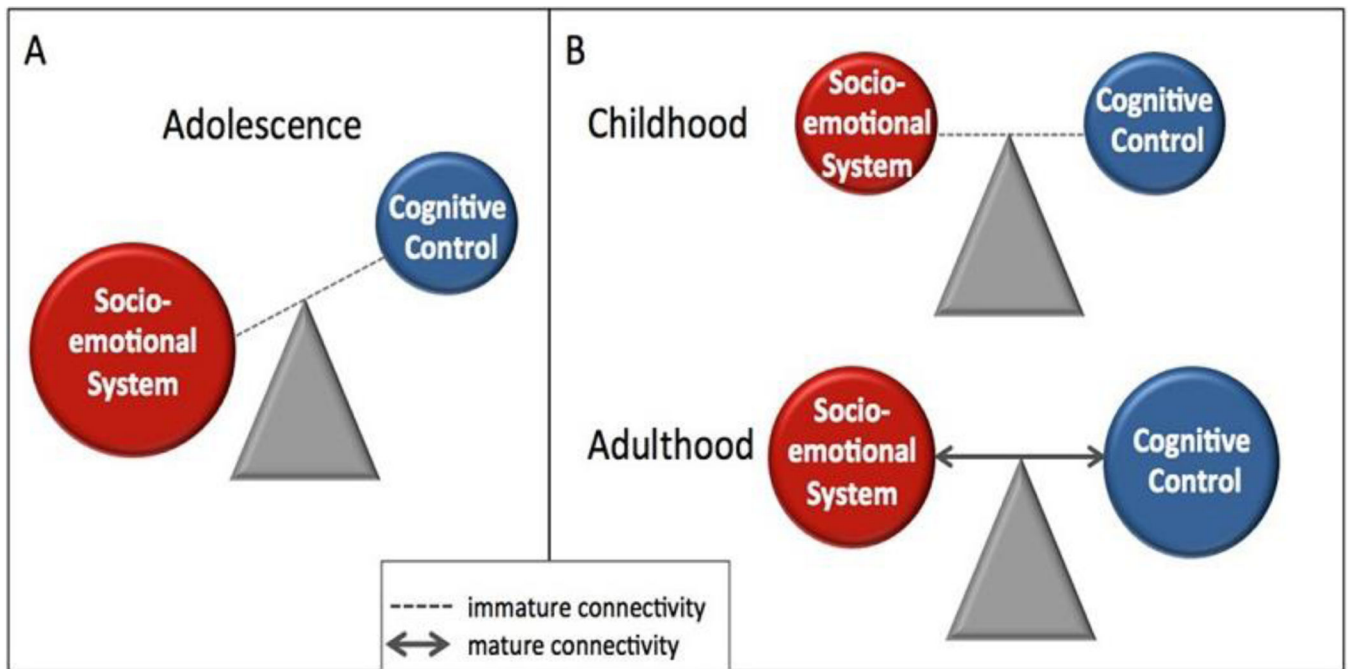 A
Adolescence
Socio-
emotional
System
Cognitive
Control
B
Childhood
Socio-
emotional
System
Cognitive
Control
Adulthood
Socio-
emotional
System
Cognitive
Control
immature connectivity
mature connectivity